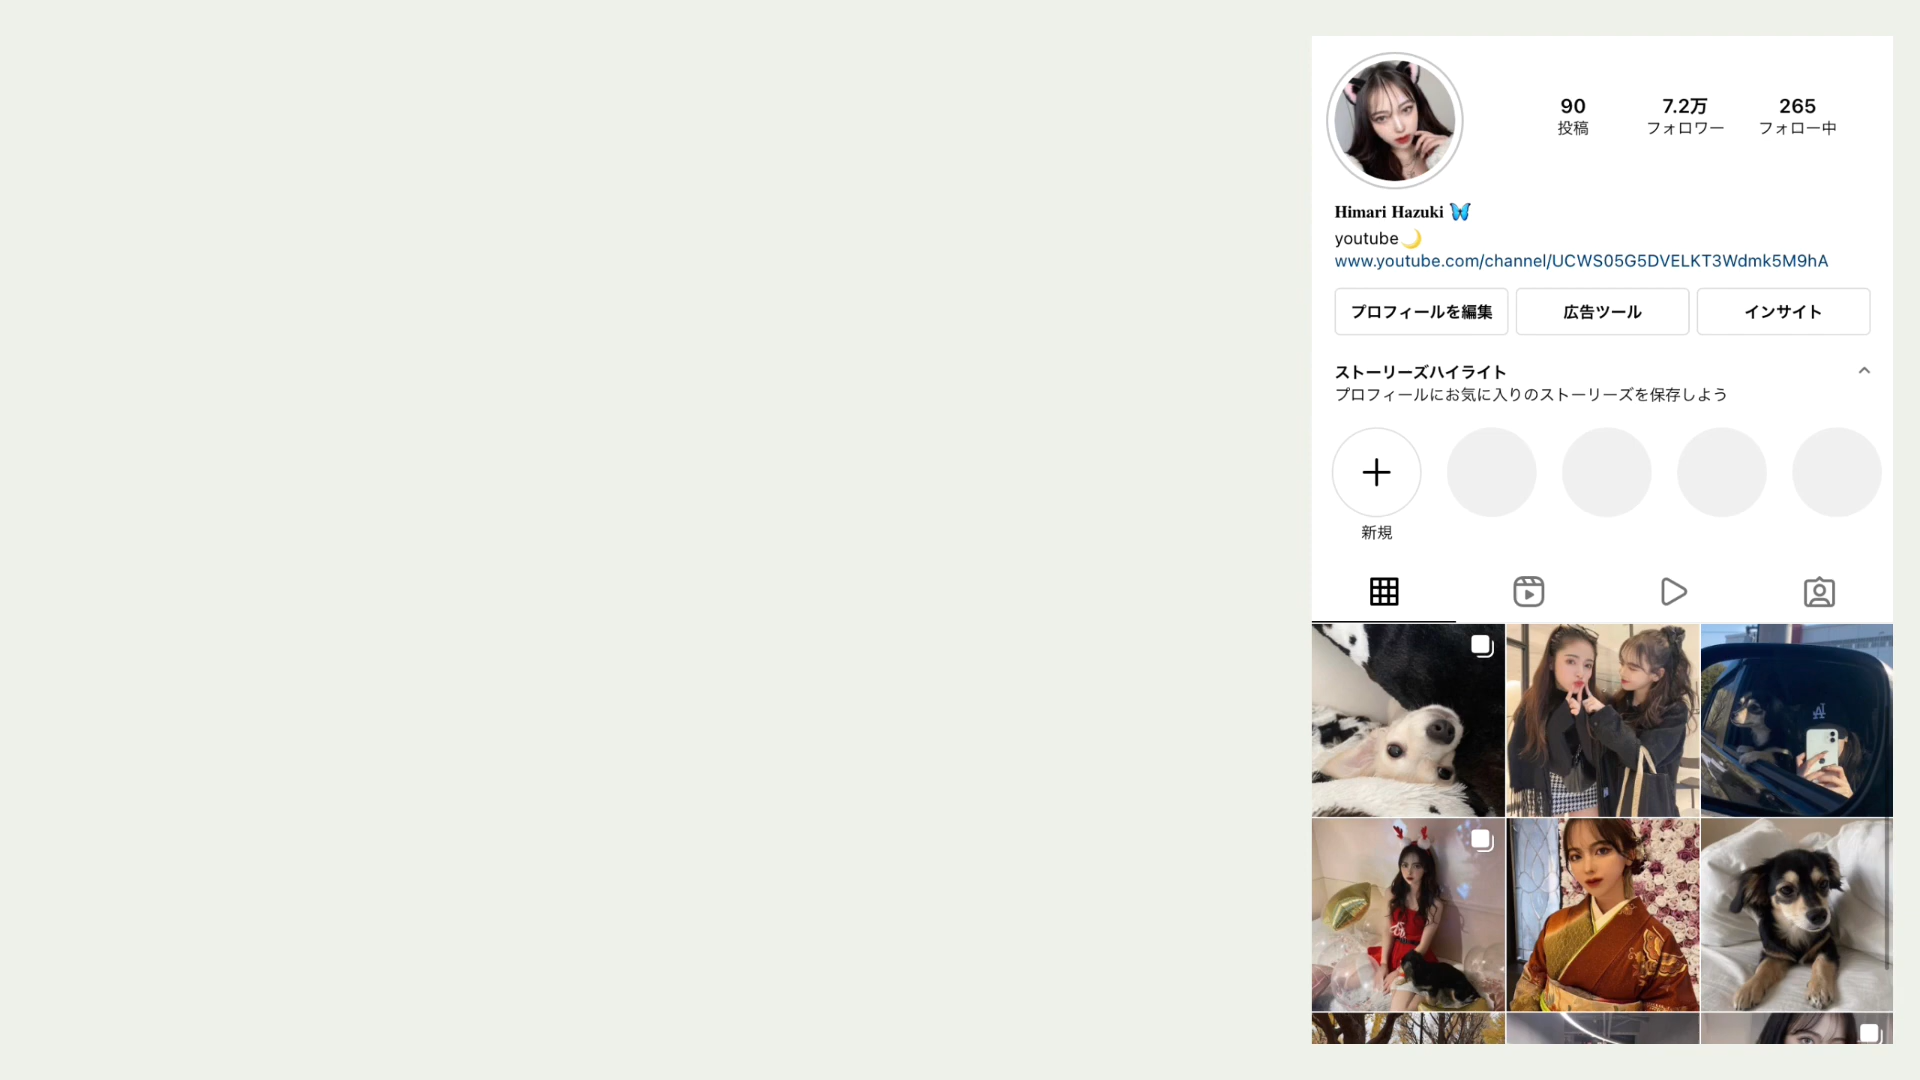 90
投稿
7.2万
フォロワー
265
フォロー中
Himari Hazuki 🦋
youtube🌙
www.youtube.com/channel/UCWS05G5DVELKT3Wdmk5M9hA
プロフィールを編集
広告ツール
インサイト
ストーリーズハイライト
プロフィールにお気に入りのストーリーズを保存しよう
新規